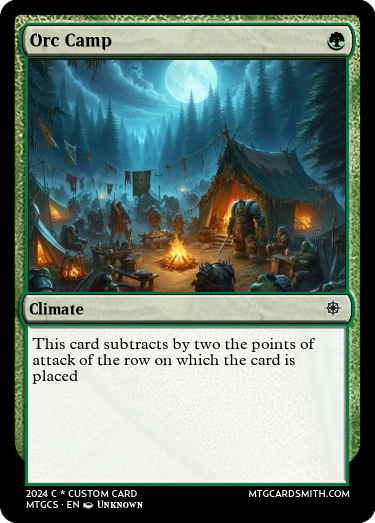 Orc Camp
Climate
This card subtracts by two the points of
attack of the row on which the card is
placed
2024 C * CUSTOM CARD
MTGCS · EN Unknown
MTGCARDSMITH.COM